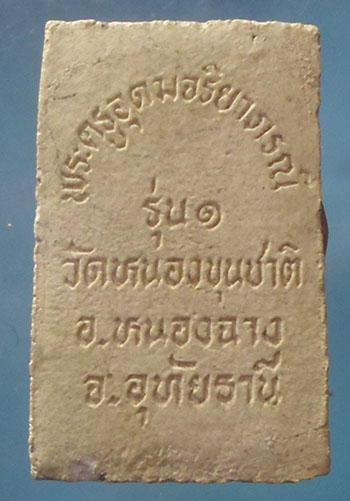 พระครูอุดมอริยาภรณ์
รุ่น ๑
วัดหนองขุนชาติ
อ.หนองฉาง
จ.อุทัยธานี